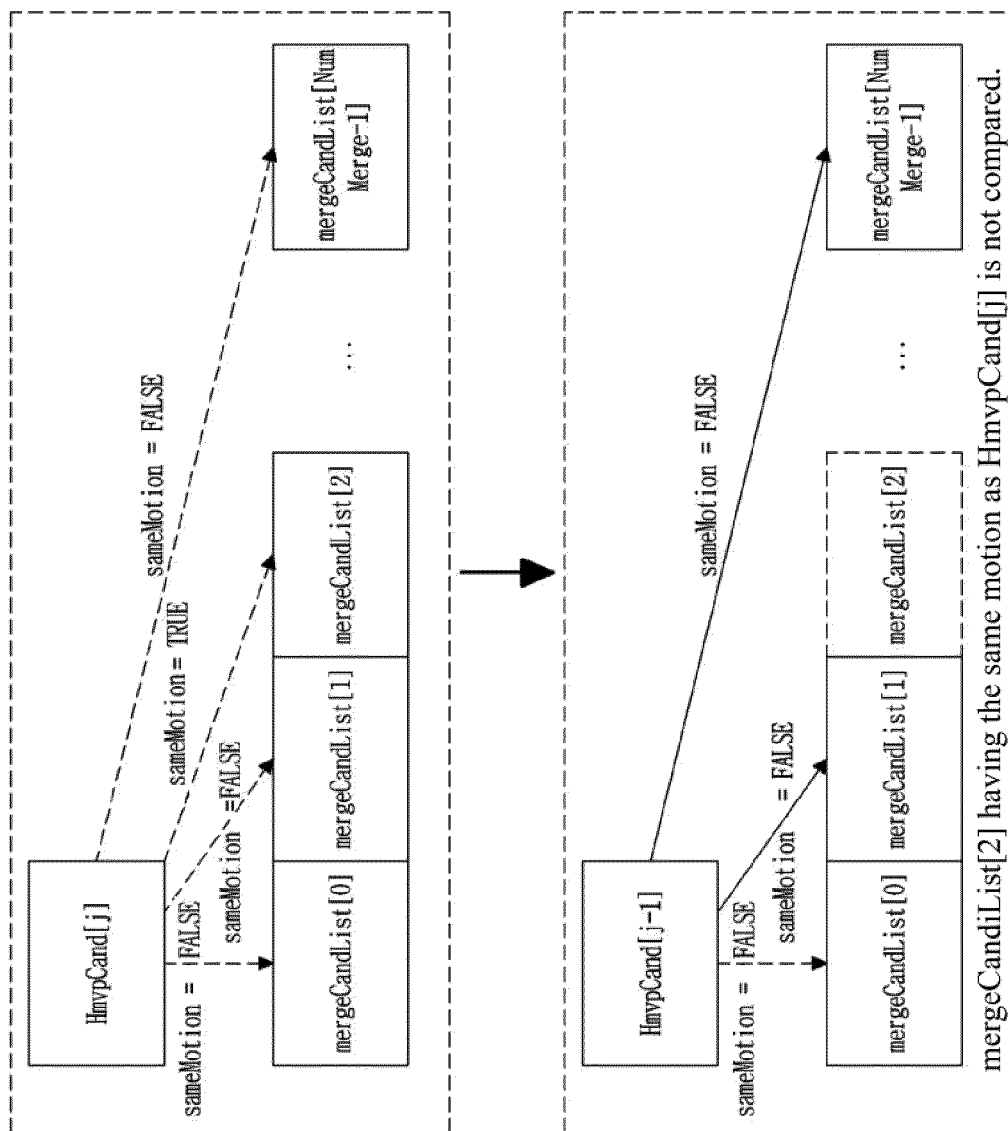 HmvpCand[j]
sameMotion = FALSE
sameMotion= TRUE
sameMotion = FALSE
sameMotion =FALSE
mergeCandList[0]
mergeCandList[1]
mergeCandList[2]
...
mergeCandList[Num
Merge-1]
HmvpCand[j-1]
sameMotion = FALSE
sameMotion = FALSE
sameMotion = FALSE
mergeCandList[0]
mergeCandList[1]
mergeCandList[2]
...
mergeCandList[Num
Merge-1]
mergeCandiList[2] having the same motion as HmvpCand[j] is not compared.